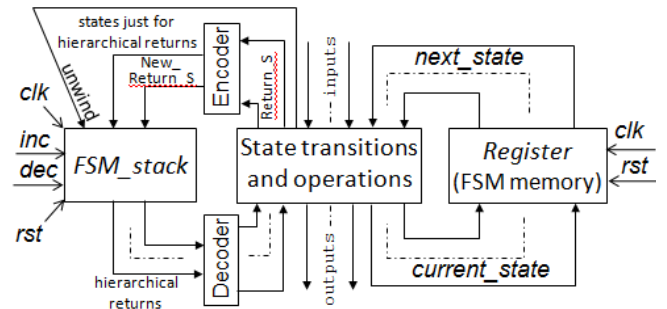 states just for
hierarchical returns
New_
Return_S
Encoder
unwind
Return_S
inputs
next_state
clk
inc
dec
rst
FSM_stack
State transitions
and operations
Register
(FSM memory)
clk
rst
Decoder
hierarchical
returns
outputs
current_state